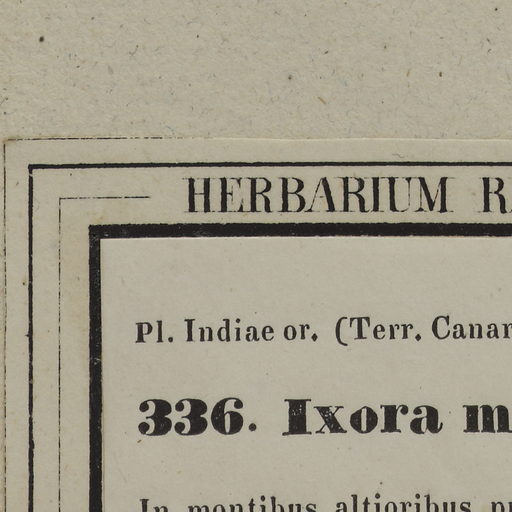 HERBARIUM
Pl. Indiae or. (Terr. Canar
336. Ixora m
In montibus altioribus